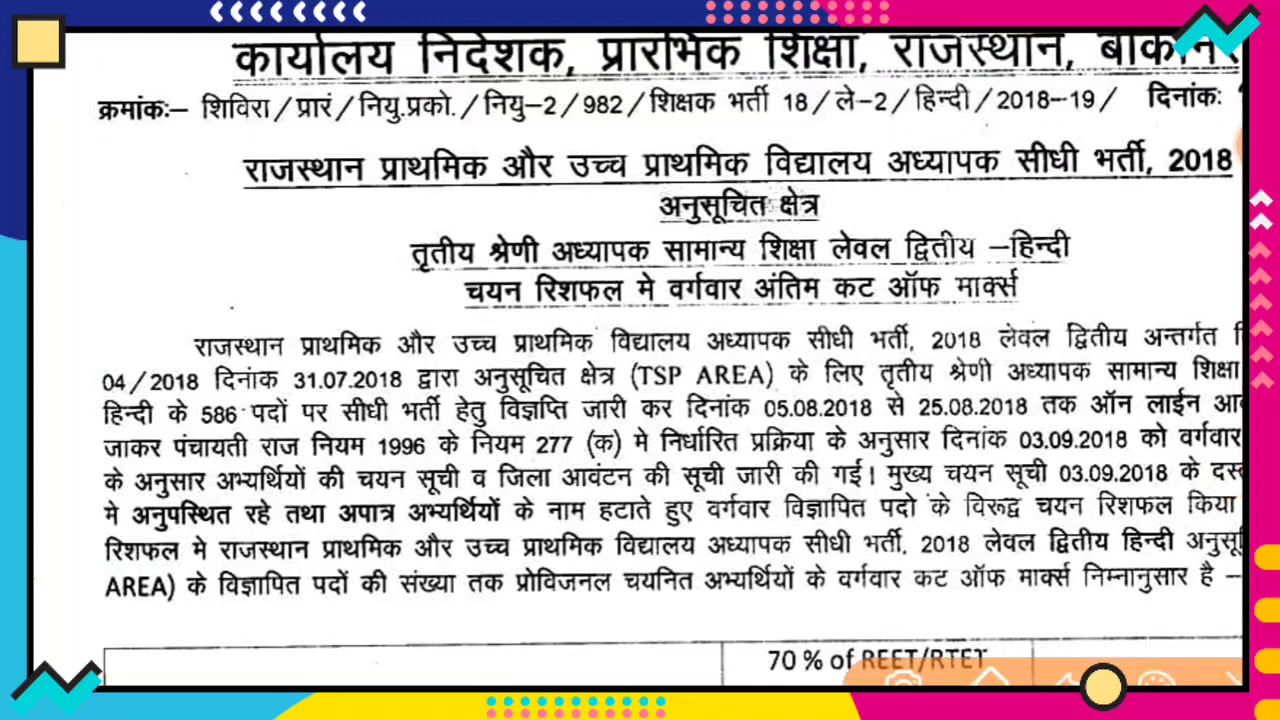 कार्यालय निदेशक, प्रारंभिक शिक्षा, राजस्थान,
क्रमांकः– शिविरा/प्रारं/नियु.प्रको./नियु–2/982/शिक्षक भर्ती 18/ले–2/हिन्दी/2018–19/ दिनांकः
राजस्थान प्राथमिक और उच्च प्राथमिक विद्यालय अध्यापक सीधी भर्ती, 2018
अनुसूचित क्षेत्र
तृतीय श्रेणी अध्यापक सामान्य शिक्षा लेवल द्वितीय –हिन्दी
चयन रिशफल मे वर्गवार अंतिम कट ऑफ मार्क्स
राजस्थान प्राथमिक और उच्च प्राथमिक विद्यालय अध्यापक सीधी भर्ती, 2018 लेवल द्वितीय अन्तर्गत
04/2018 दिनांक 31.07.2018 द्वारा अनुसूचित क्षेत्र (TSP AREA) के लिए तृतीय श्रेणी अध्यापक सामान्य शिक्षा
हिन्दी के 586 पदों पर सीधी भर्ती हेतु विज्ञप्ति जारी कर दिनांक 05.08.2018 से 25.08.2018 तक ऑन लाईन
जाकर पंचायती राज नियम 1996 के नियम 277 (क) मे निर्धारित प्रक्रिया के अनुसार दिनांक 03.09.2018 को वर्गवार
के अनुसार अभ्यर्थियों की चयन सूची व जिला आवंटन की सूची जारी की गई। मुख्य चयन सूची 03.09.2018 के
मे अनुपस्थित रहे तथा अपात्र अभ्यर्थियों के नाम हटाते हुए वर्गवार विज्ञापित पदो के विरूद्व चयन रिशफल किया
रिशफल मे राजस्थान प्राथमिक और उच्च प्राथमिक विद्यालय अध्यापक सीधी भर्ती, 2018 लेवल द्वितीय हिन्दी
AREA) के विज्ञापित पदों की संख्या तक प्रोविजनल चयनित अभ्यर्थियों के वर्गवार कट ऑफ मार्क्स निम्नानुसार है –
70 % of REET/RTET